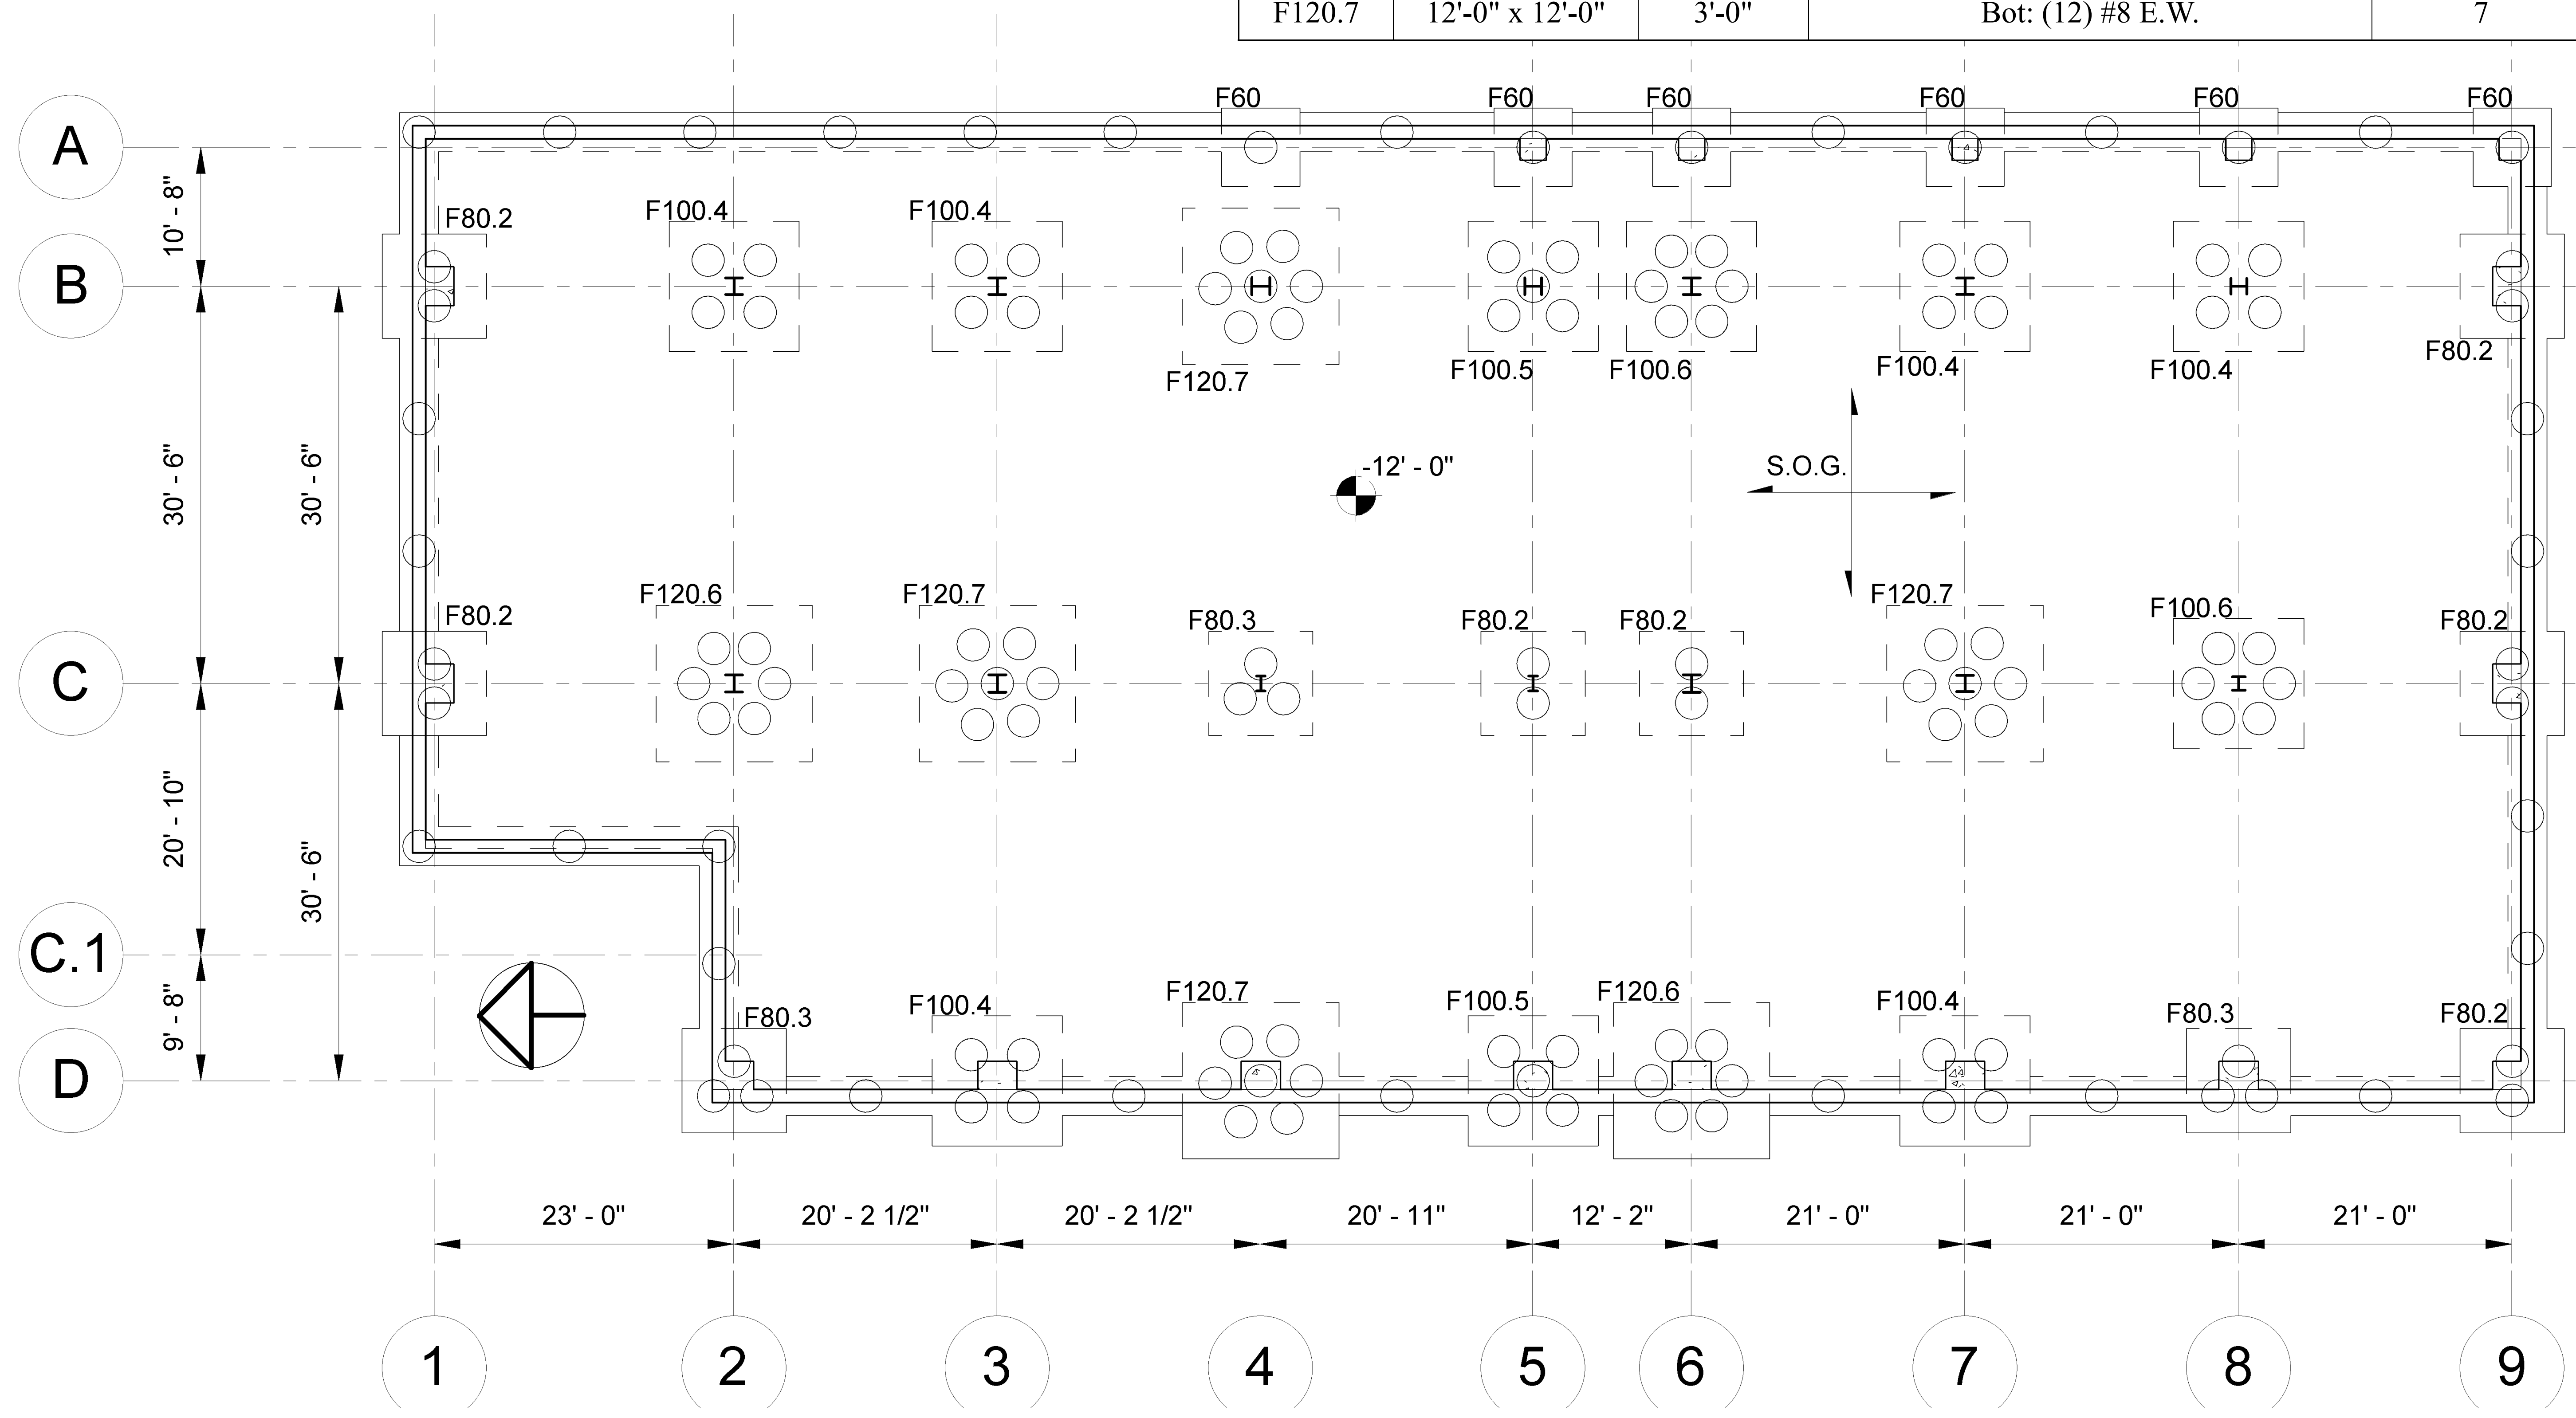 F120.7 12'-0" x 12'-0" 3'-0" Bot: (12) #8 E.W. 7
F60 F60 F60 F60 F60 F60
A
10' - 8"
F80.2 F100.4 F100.4
B
F120.7 F100.5 F100.6 F100.4 F100.4 F80.2
30' - 6" 30' - 6" -12' - 0" S.O.G.
F80.2 F120.6 F120.7 F80.3 F80.2 F80.2 F120.7 F100.6 F80.2
C
20' - 10"
30' - 6"
C.1
9' - 8"
F80.3 F100.4 F120.7 F100.5 F120.6 F100.4 F80.3 F80.2
D
23' - 0" 20' - 2 1/2" 20' - 2 1/2" 20' - 11" 12' - 2" 21' - 0" 21' - 0" 21' - 0"
1 2 3 4 5 6 7 8 9